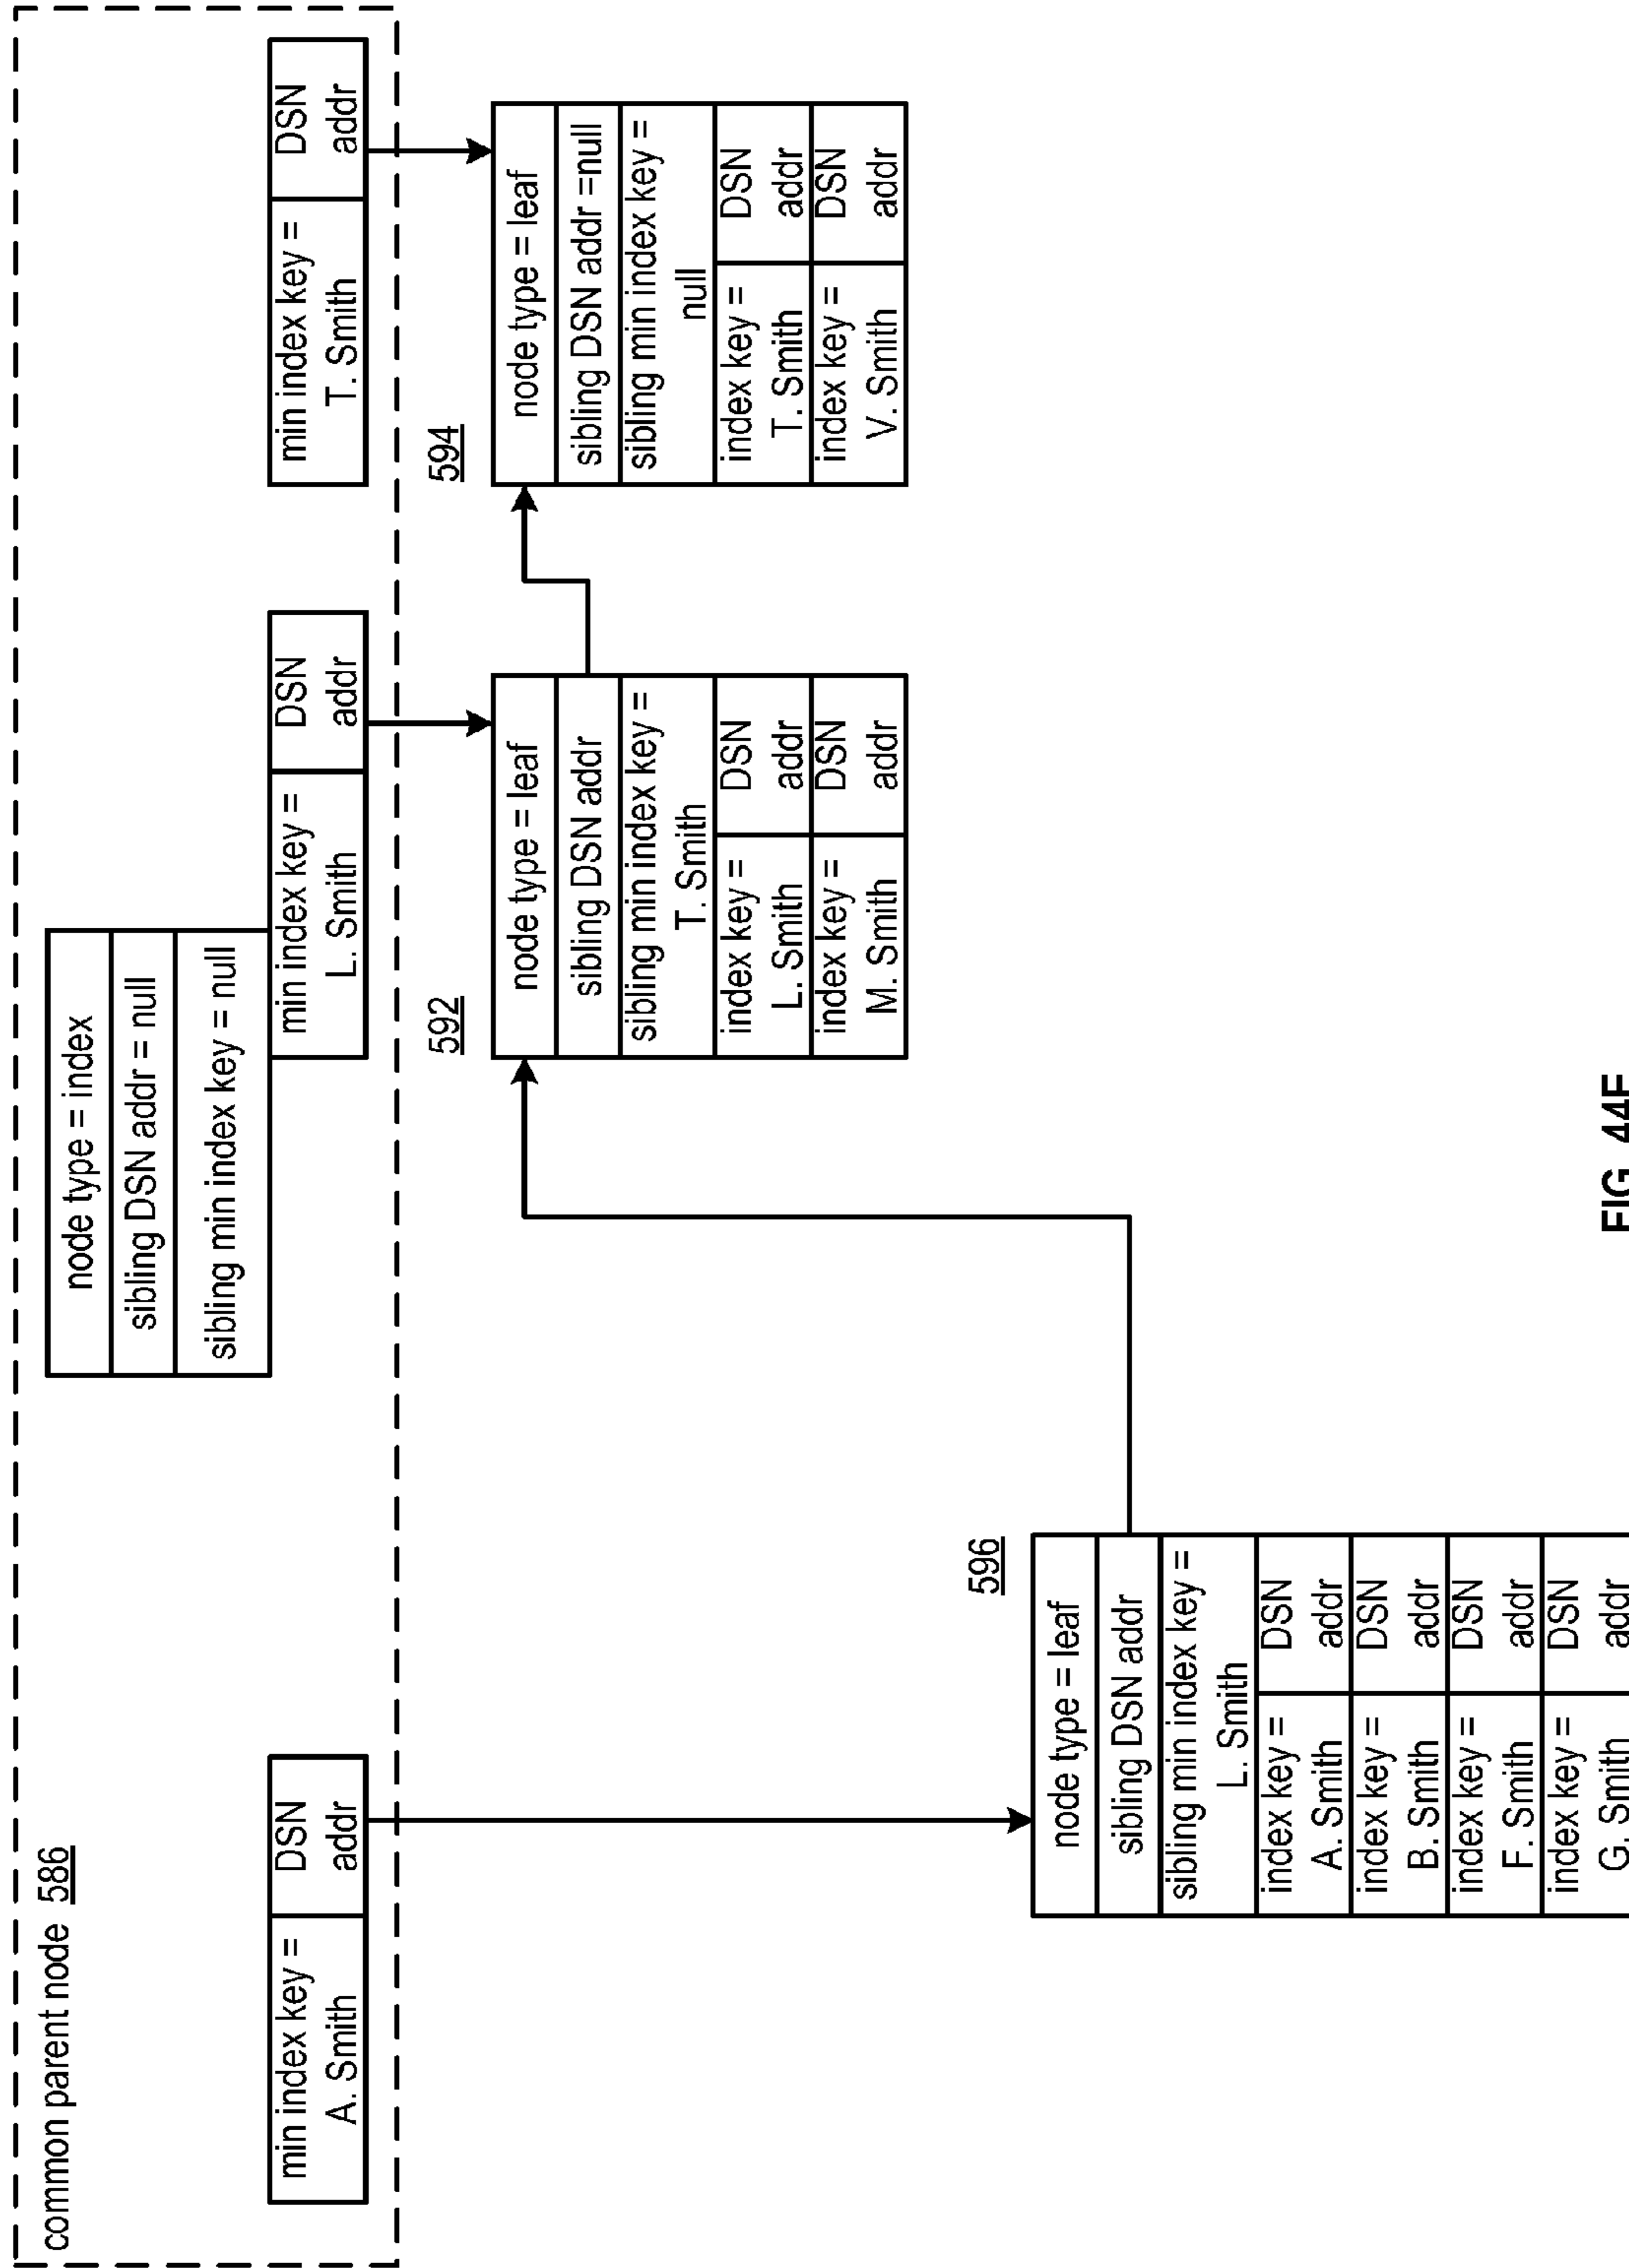 common parent node 586
node type = index
sibling DSN addr = null
sibling min index key = null
min index key =
A. Smith
DSN
addr
min index key =
L. Smith
DSN
addr
min index key =
T. Smith
DSN
addr
592
node type = leaf
sibling DSN addr
sibling min index key =
T. Smith
index key =
L. Smith
DSN
addr
index key =
M. Smith
DSN
addr
594
node type = leaf
sibling DSN addr =null
sibling min index key =
null
index key =
T. Smith
DSN
addr
index key =
V. Smith
DSN
addr
596
node type = leaf
sibling DSN addr
sibling min index key =
L. Smith
index key =
A. Smith
DSN
addr
index key =
B. Smith
DSN
addr
index key =
F. Smith
DSN
addr
index key =
G. Smith
DSN
addr
FIG.